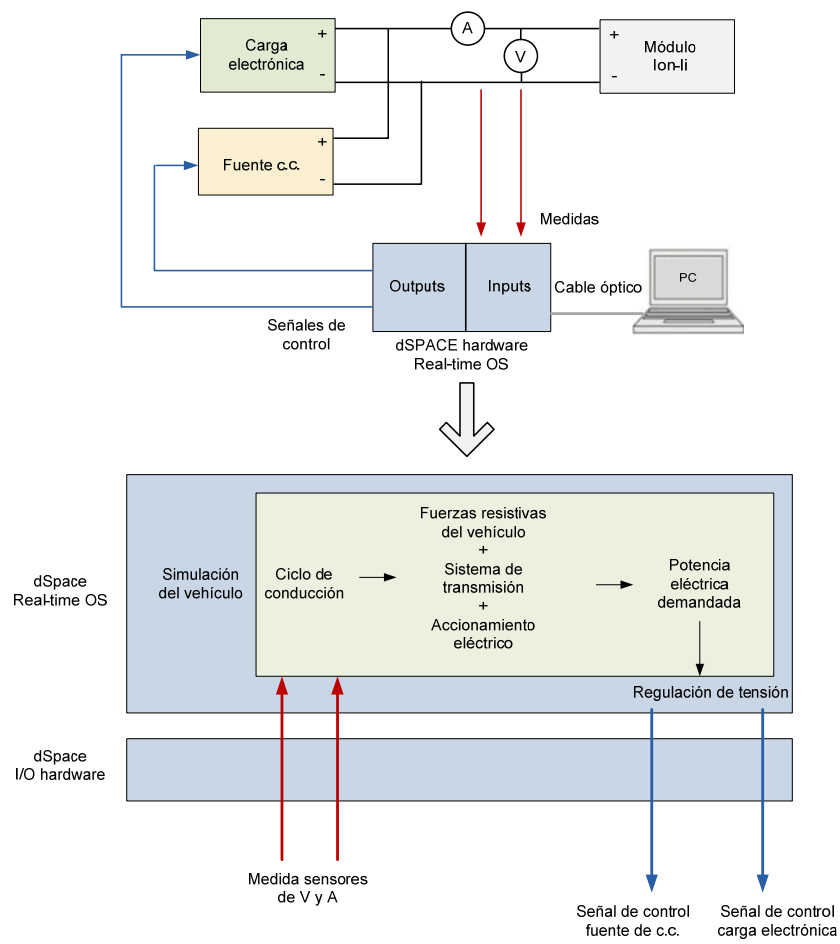 Carga
electrónica
+
-
A
V
+
-
Módulo
Ion-li
Fuente c.c.
+
-
Medidas
Outputs
Inputs
Cable óptico
PC
Señales de
control
dSPACE hardware
Real-time OS
dSpace
Real-time OS
Simulación
del vehículo
Ciclo de
conducción
Fuerzas resistivas
del vehículo
+
Sistema de
transmisión
+
Accionamiento
eléctrico
Potencia
eléctrica
demandada
Regulación de tensión
dSpace
I/O hardware
Medida sensores
de V y A
Señal de control
fuente de c.c.
Señal de control
carga electrónica